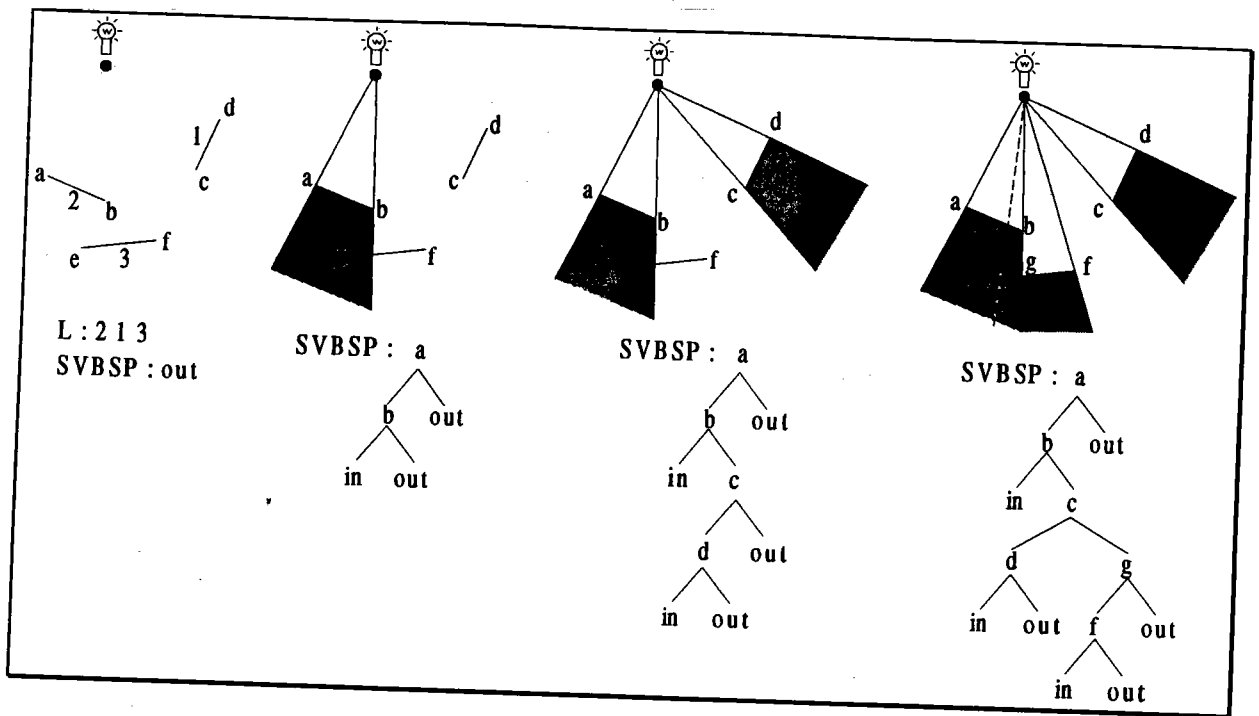 w
d
1
c
a
2
b
e
3
f
L : 2 1 3
SVBSP : out
w
d
c
a
b
f
SVBSP : a
b out
in out
w
d
a
c
b
f
SVBSP : a
b out
in c
d out
in out
w
d
a
c
b
g
f
SVBSP : a
b out
in c
d g
in out f out
in out